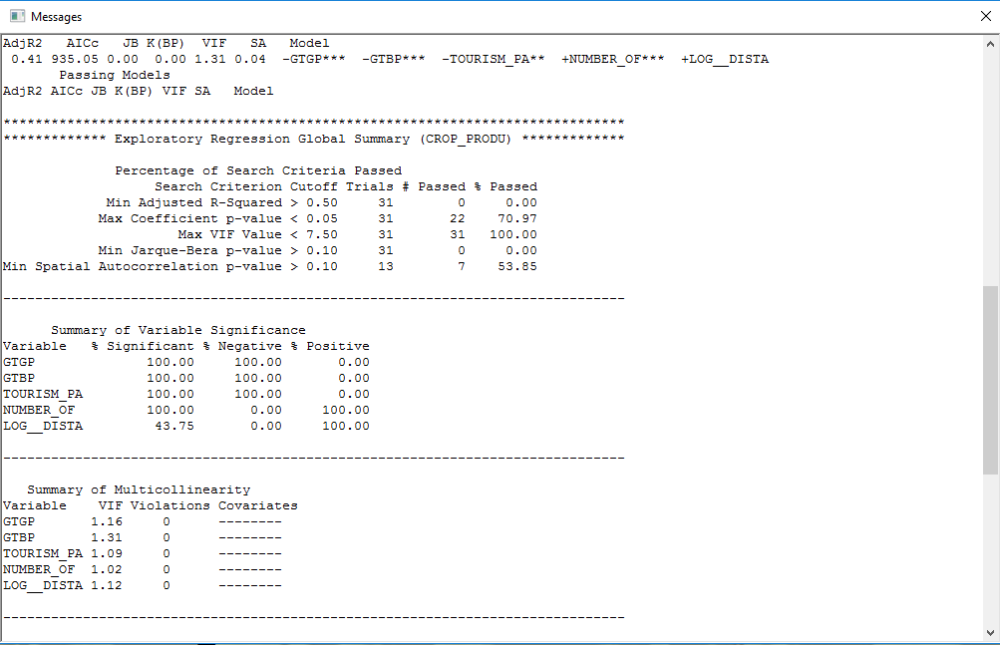 Messages
AdjR2   AICc   JB K(BP)  VIF   SA   Model
 0.41 935.05 0.00  0.00 1.31 0.04  -GTGP***  -GTBP***  -TOURISM_PA**  +NUMBER_OF***  +LOG__DISTA
       Passing Models
AdjR2 AICc JB K(BP) VIF SA   Model
******************************************************************************
************* Exploratory Regression Global Summary (CROP_PRODU) *************
Percentage of Search Criteria Passed
Search Criterion Cutoff Trials # Passed % Passed
Min Adjusted R-Squared > 0.50     31        0     0.00
Max Coefficient p-value < 0.05     31       22    70.97
Max VIF Value < 7.50     31       31   100.00
Min Jarque-Bera p-value > 0.10     31        0     0.00
Min Spatial Autocorrelation p-value > 0.10     13        7    53.85
------------------------------------------------------------------------------
Summary of Variable Significance
Variable   % Significant % Negative % Positive
GTGP              100.00     100.00       0.00
GTBP              100.00     100.00       0.00
TOURISM_PA        100.00     100.00       0.00
NUMBER_OF         100.00       0.00     100.00
LOG__DISTA         43.75       0.00     100.00
------------------------------------------------------------------------------
Summary of Multicollinearity
Variable    VIF Violations Covariates
GTGP       1.16     0      --------
GTBP       1.31     0      --------
TOURISM_PA 1.09     0      --------
NUMBER_OF  1.02     0      --------
LOG__DISTA 1.12     0      --------
------------------------------------------------------------------------------